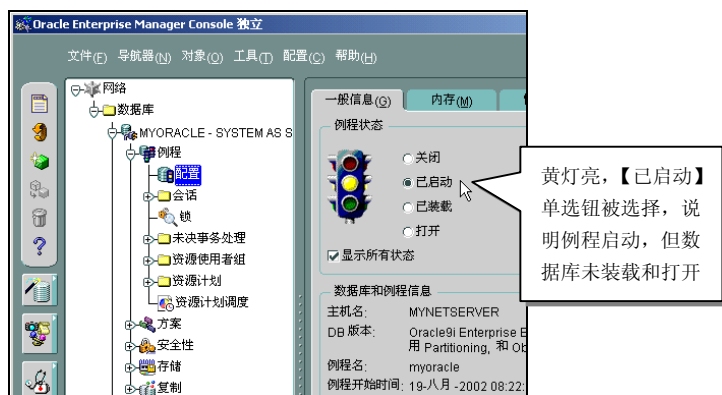 Oracle Enterprise Manager Console 独立
文件(F) 导航器(N) 对象(O) 工具(T) 配置(C) 帮助(H)
网络
数据库
MYORACLE - SYSTEM AS S
例程
配置
会话
锁
未决事务处理
资源使用者组
资源计划
资源计划调度
方案
安全性
存储
复制
一般信息(G) 内存(M)
例程状态
关闭
已启动
已装载
打开
显示所有状态
数据库和例程信息
主机名: MYNETSERVER
DB 版本: Oracle9i Enterprise E
用 Partitioning, 和 Ob
例程名: myoracle
例程开始时间: 19-八月 -2002 08:22:
黄灯亮，【已启动】
单选钮被选择，说
明例程启动，但数
据库未装载和打开